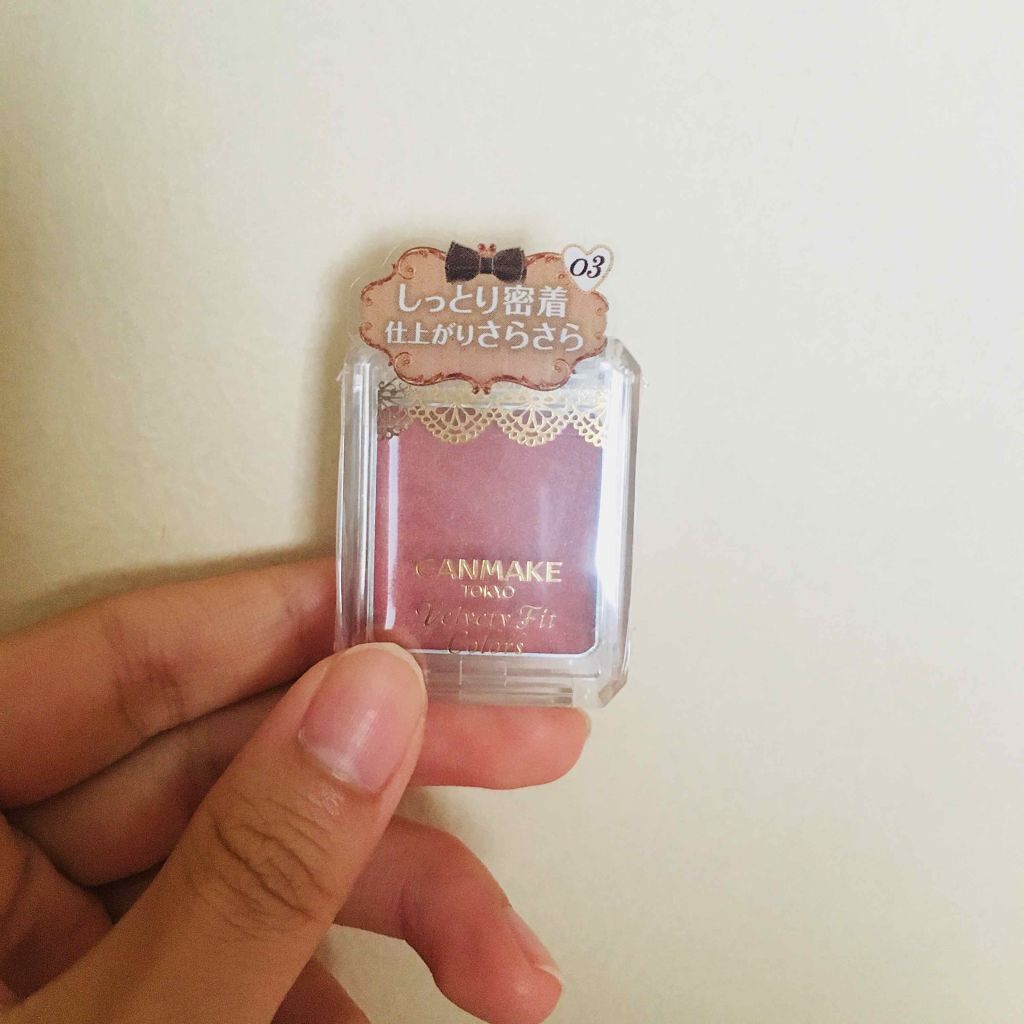 03
しっとり密着
仕上がりさらさら
CANMAKE
TOKYO
Velvety Fit
Colors